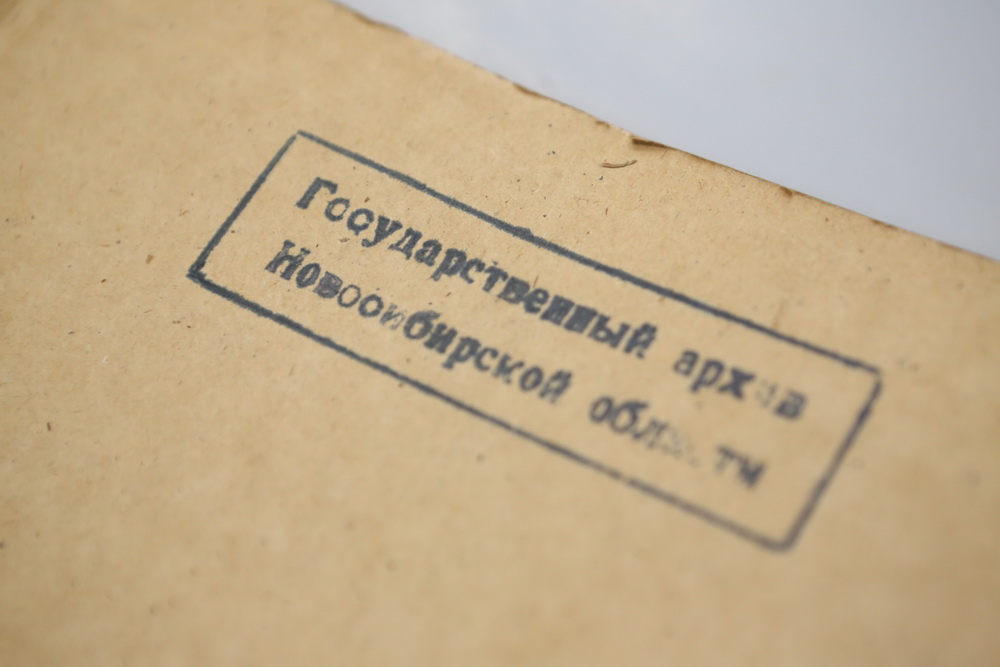 Государственный архив
Новосибирской области